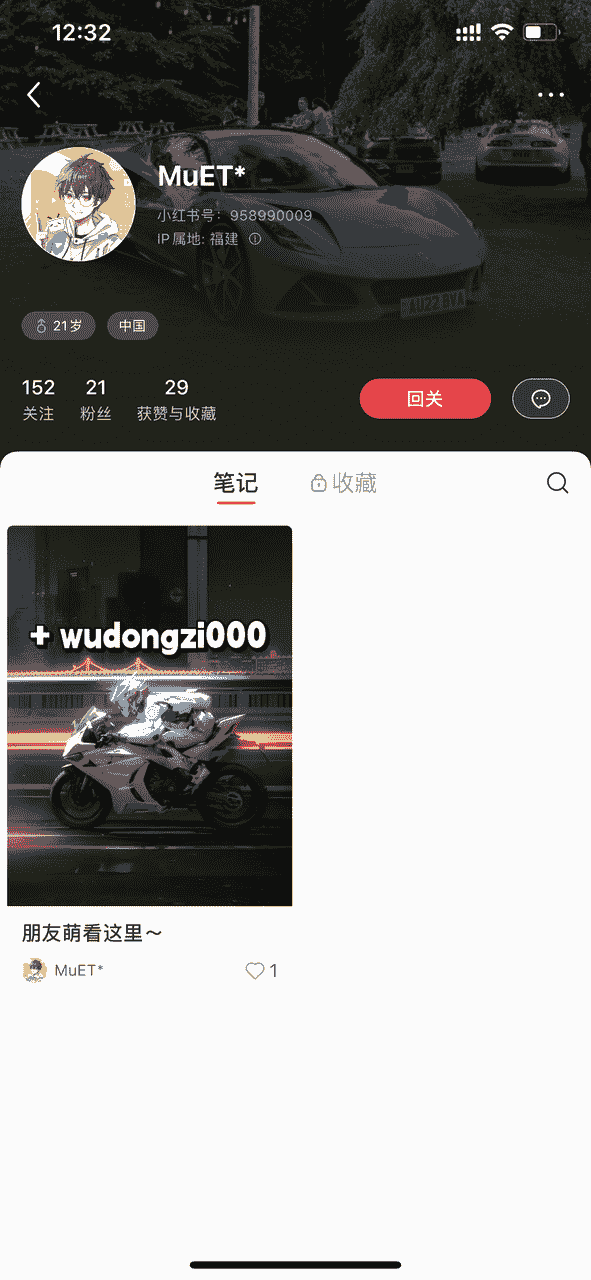 12:32
MuET*
小红书号：958990009
IP属地: 福建
21岁
中国
152
关注
21
粉丝
29
获赞与收藏
回关
笔记
收藏
+ wudongzi000
朋友萌看这里～
MuET*
1